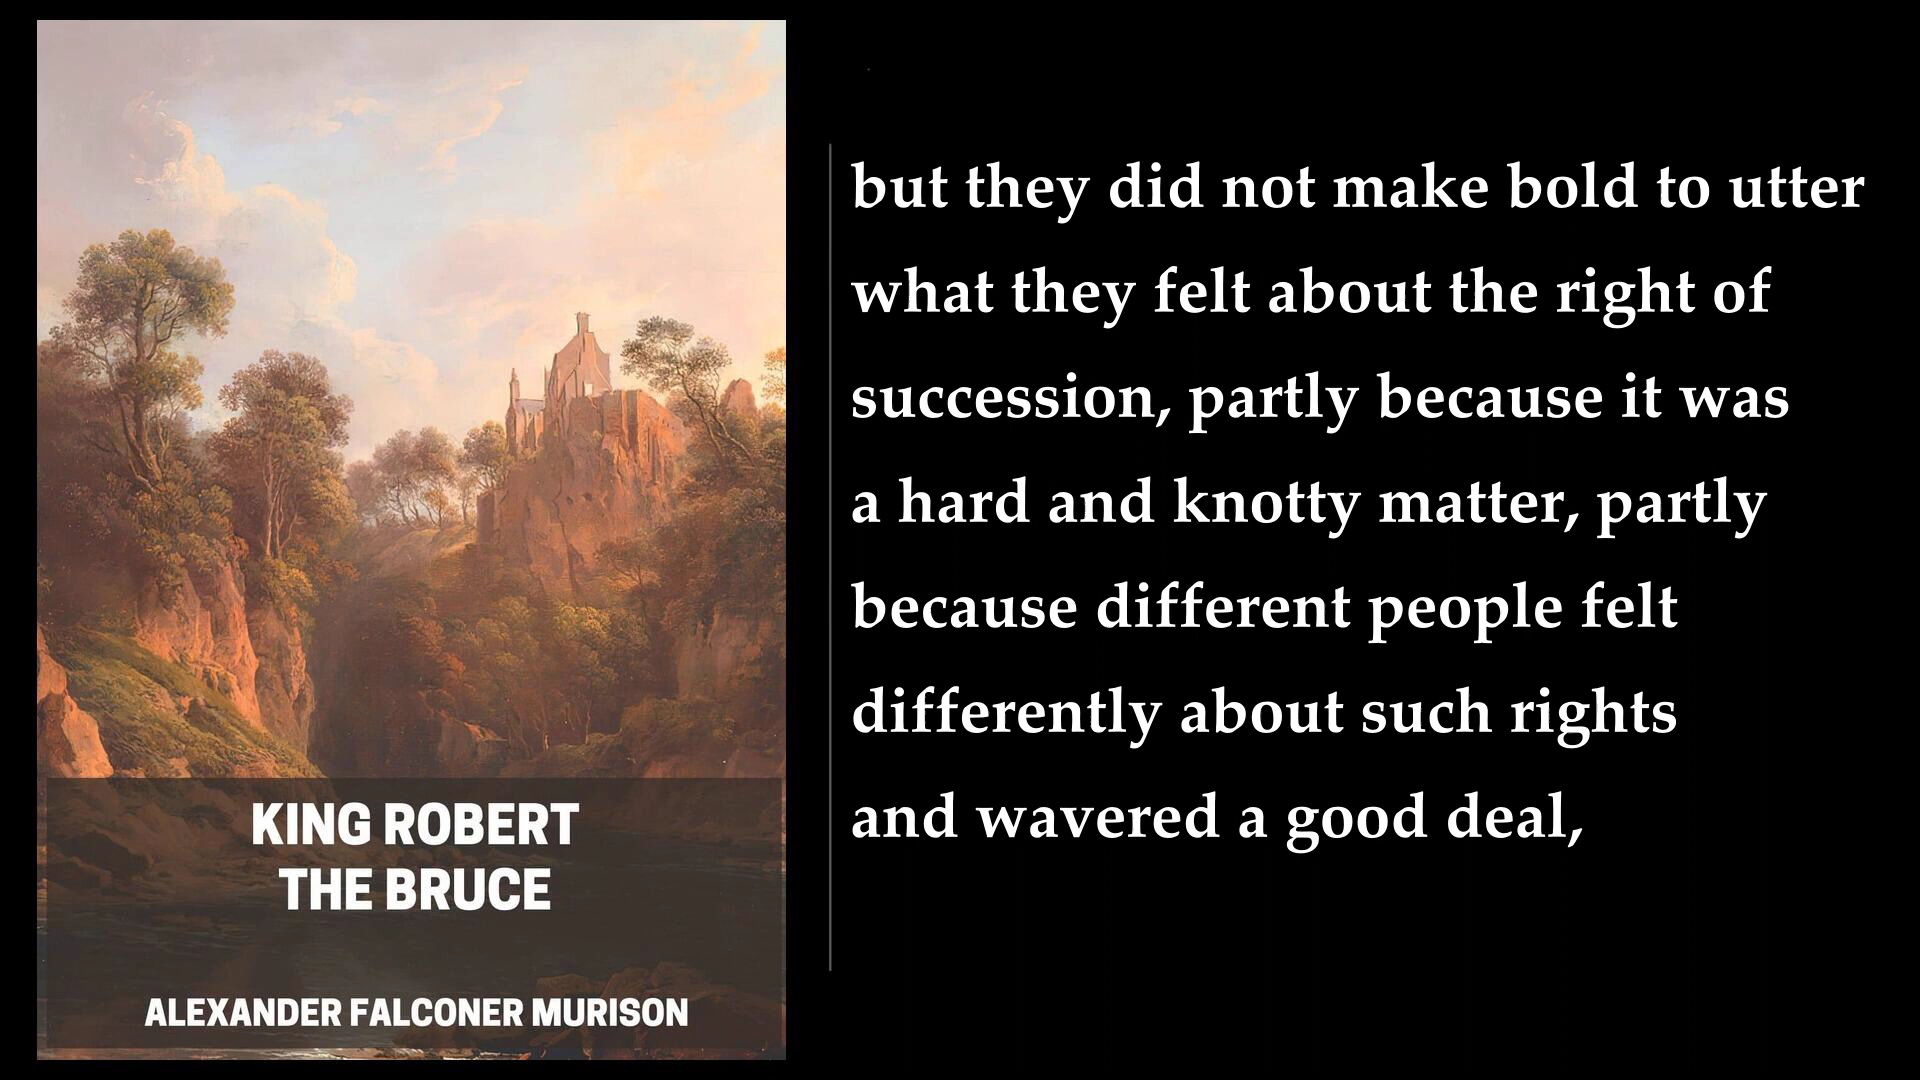 KING ROBERT
THE BRUCE
ALEXANDER FALCONER MURISON
but they did not make bold to utter
what they felt about the right of
succession, partly because it was
a hard and knotty matter, partly
because different people felt
differently about such rights
and wavered a good deal,